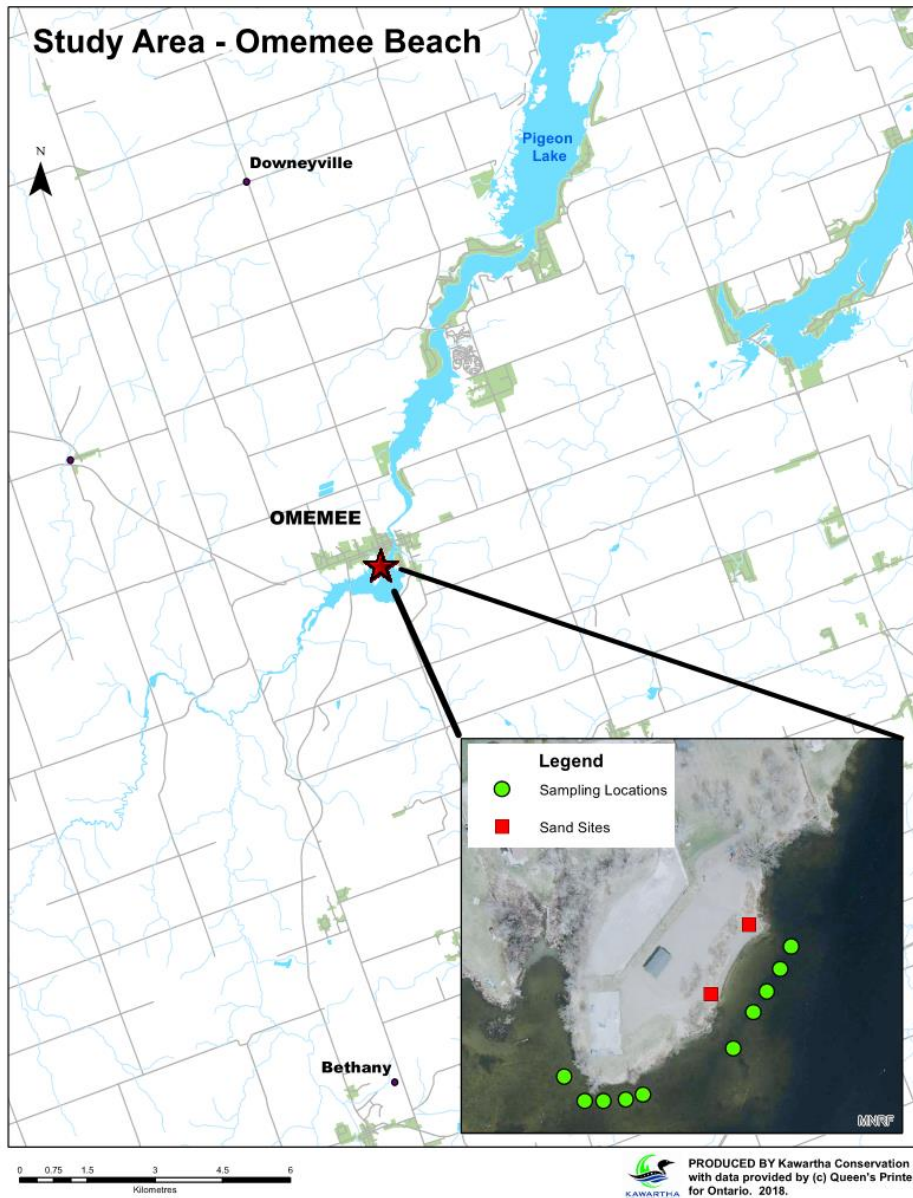 Study Area - Omemee Beach
Pigeon
Lake
N
Downeyville
OMEMEE
Legend
Sampling Locations
Sand Sites
Bethany
MNRF
0 0.75 1.5 3 4.5 6
Kilometres
KAWARTHA
PRODUCED BY Kawartha Conservation
with data provided by (c) Queen's Printe
for Ontario. 2018.